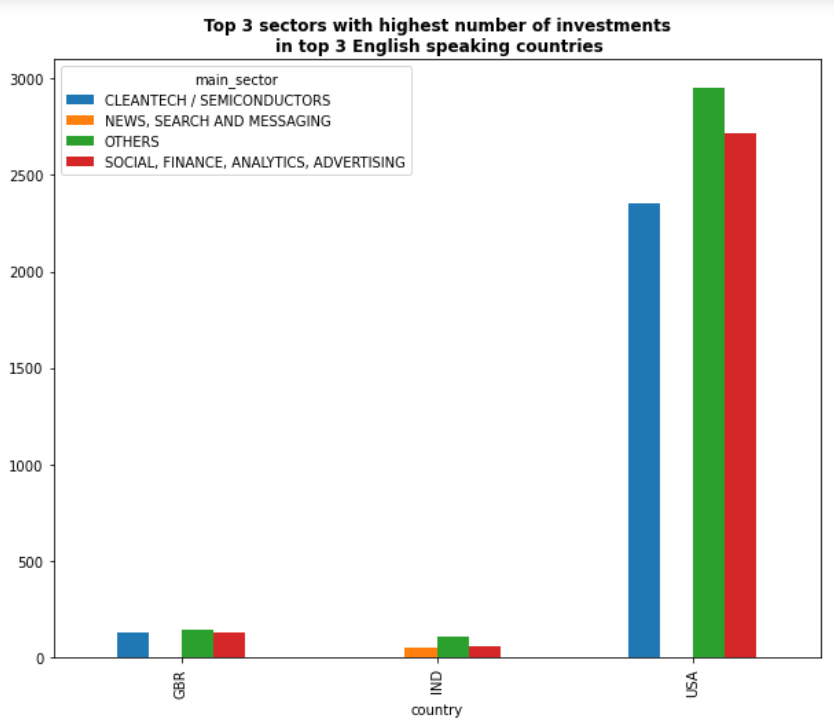 Top 3 sectors with highest number of investments
in top 3 English speaking countries
3000
2500
2000
1500
1000
500
0
main_sector
CLEANTECH / SEMICONDUCTORS
NEWS, SEARCH AND MESSAGING
OTHERS
SOCIAL, FINANCE, ANALYTICS, ADVERTISING
GBR
IND
USA
country